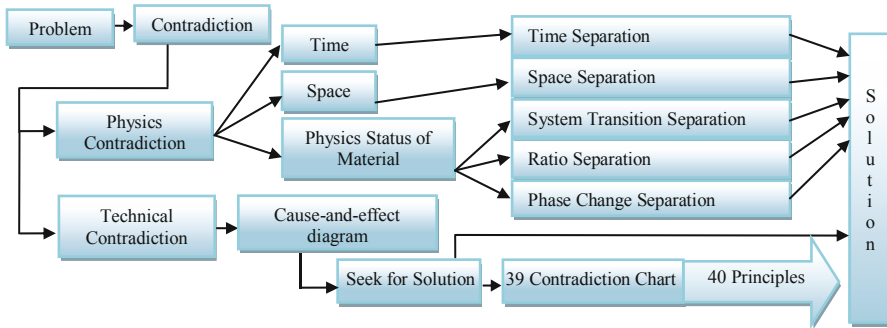 Problem
Contradiction
Time
Time Separation
Space
Space Separation
Physics
Contradiction
Physics Status of
Material
System Transition Separation
Ratio Separation
Phase Change Separation
Technical
Contradiction
Cause-and-effect
diagram
Seek for Solution
39 Contradiction Chart
40 Principles
Solution